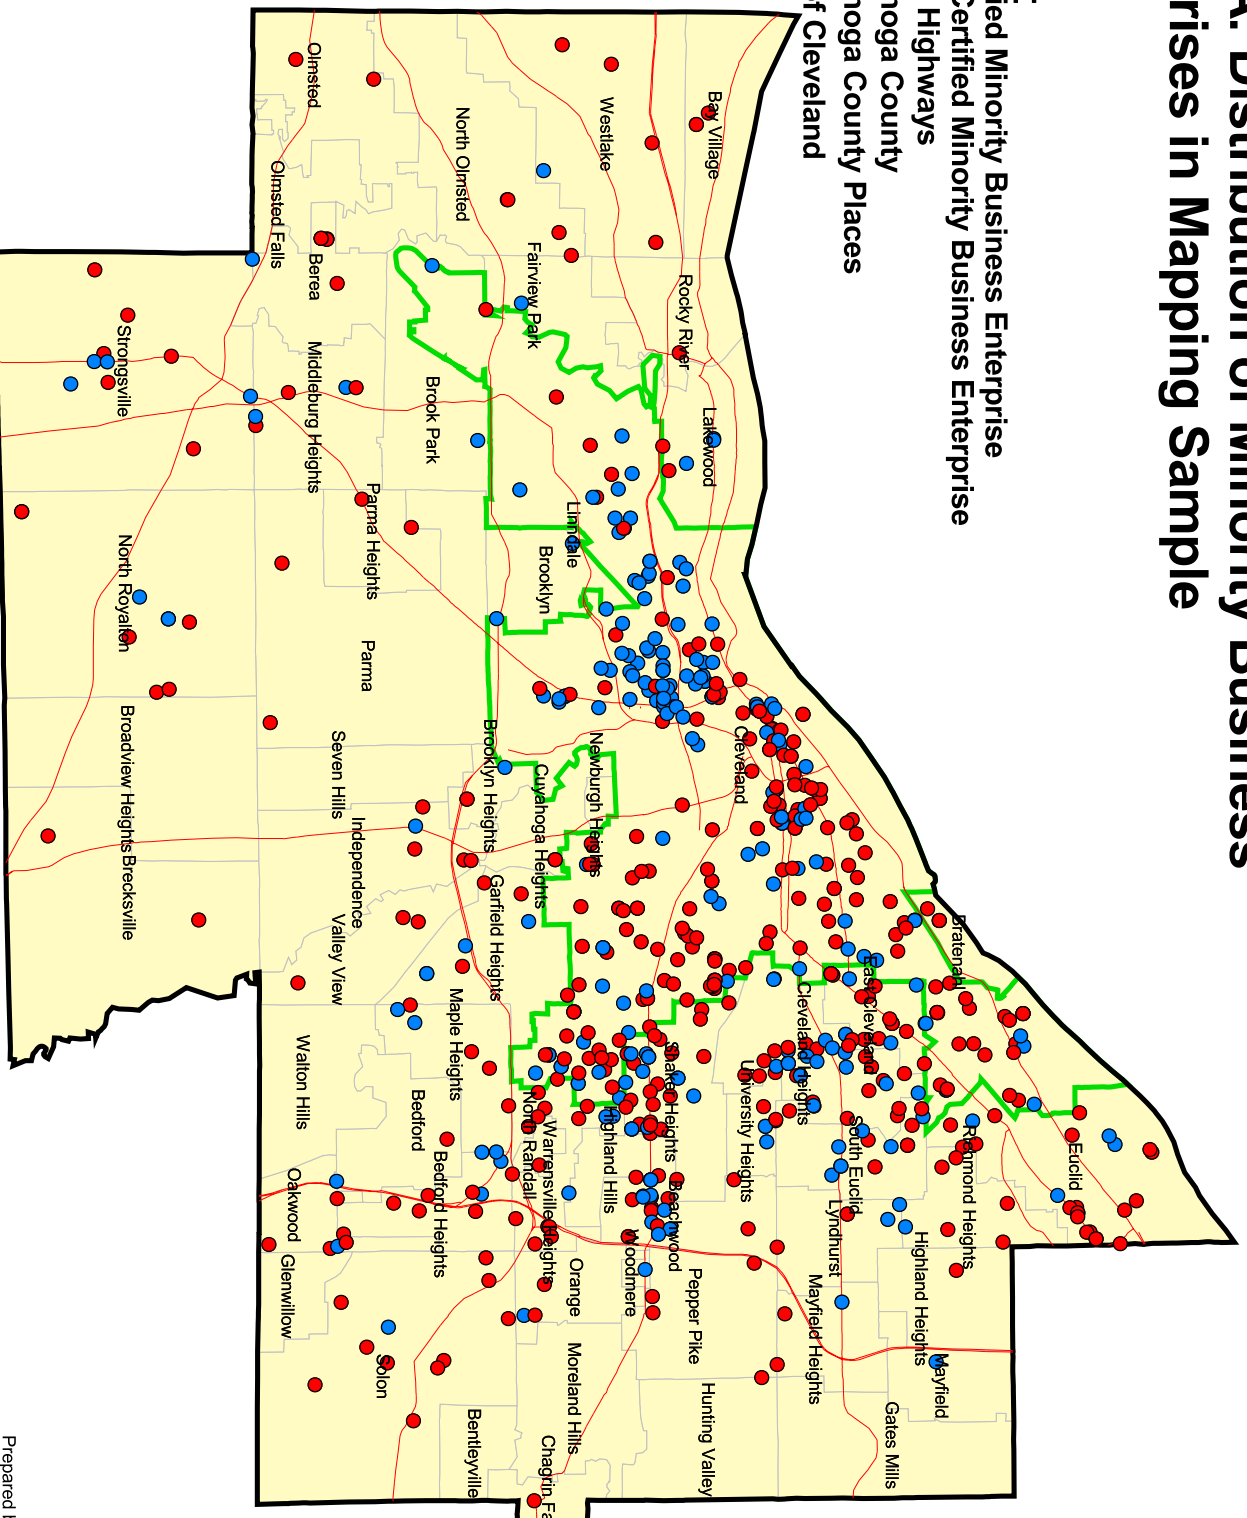 A. Distribution of Minority Business
rises in Mapping Sample
ied Minority Business Enterprise
Certified Minority Business Enterprise
Highways
hoga County
hoga County Places
of Cleveland
Bay Village
Westlake
North Olmsted
Olmsted
Olmsted Falls
Rocky River
Fairview Park
Berea
Lakewood
Brook Park
Middleburg Heights
Strongsville
Linndale
Brooklyn
Parma Heights
North Royalton
Parma
Cleveland
Newburgh Heights
Cuyahoga Heights
Brooklyn Heights
Seven Hills
Independence
Broadview Heights
Brecksville
Garfield Heights
Valley View
Bratenahl
East Cleveland
Cleveland Heights
Shaker Heights
University Heights
Maple Heights
Walton Hills
Bedford
North Randall
Warrensville Heights
Highland Hills
Beachwood
South Euclid
Richmond Heights
Euclid
Lyndhurst
Highland Heights
Mayfield Heights
Mayfield
Pepper Pike
Woodmere
Orange
Bedford Heights
Oakwood
Glenwillow
Solon
Moreland Hills
Hunting Valley
Gates Mills
Bentleyville
Chagrin Fa
Prepared